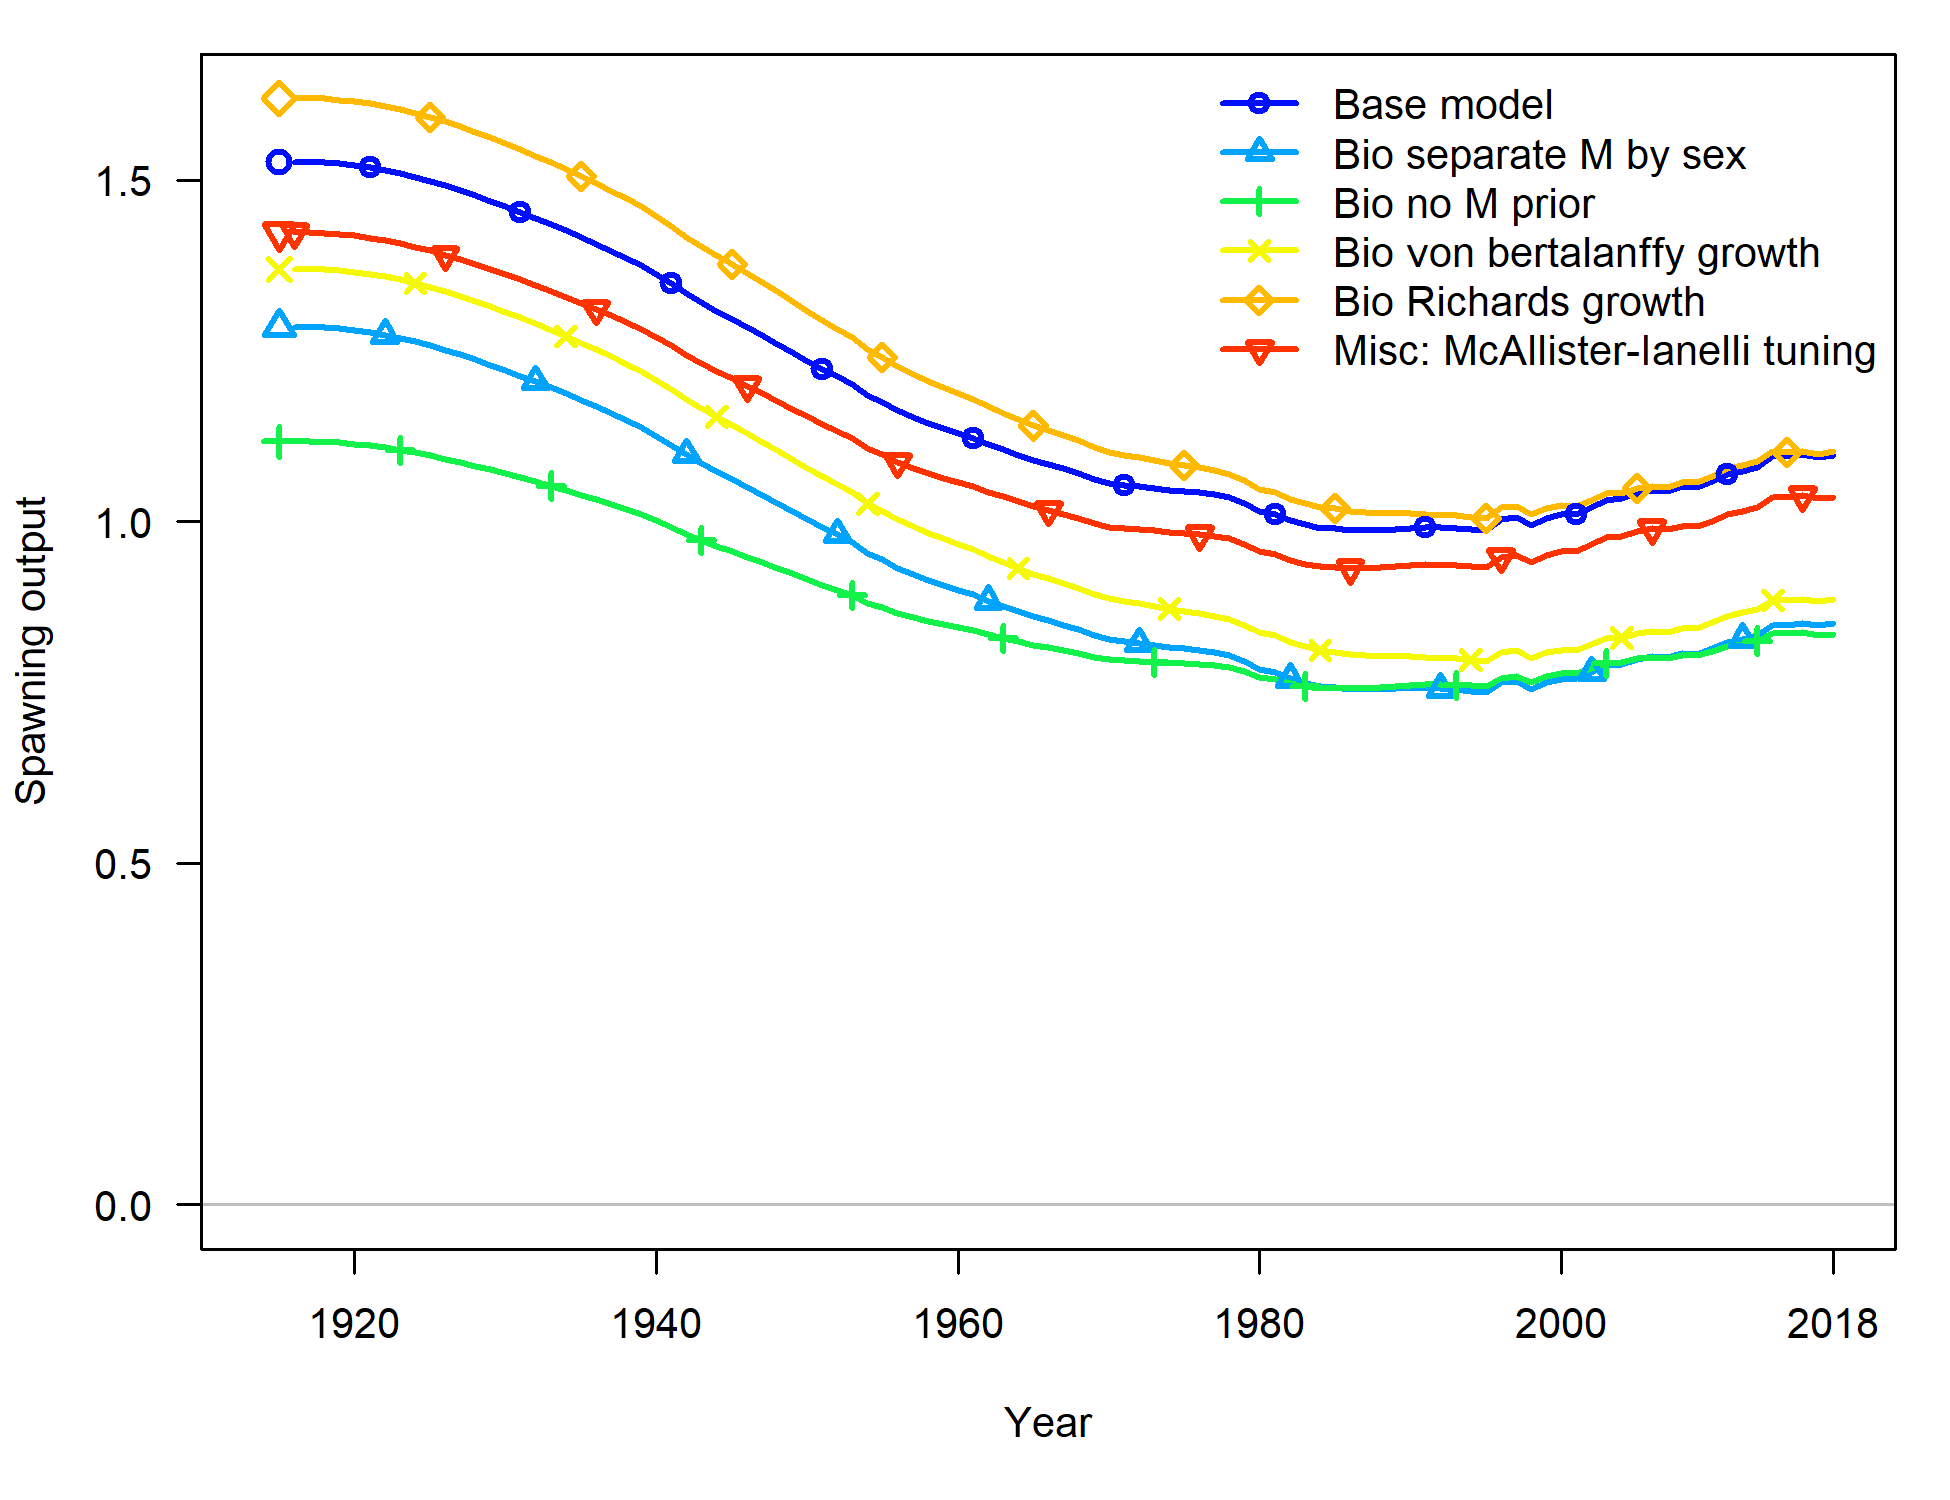 Base model
Bio separate M by sex
Bio no M prior
Bio von bertalanffy growth
Bio Richards growth
Misc: McAllister-Ianelli tuning
1.5
1.0
0.5
0.0
Spawning output
1920 1940 1960 1980 2000 2018
Year